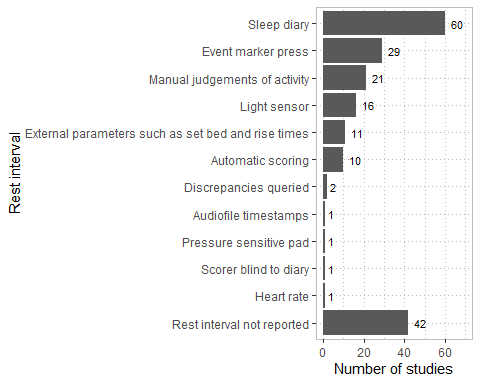 Sleep diary 60
Event marker press 29
Manual judgements of activity 21
Light sensor 16
External parameters such as set bed and rise times 11
Automatic scoring 10
Discrepancies queried 2
Audiofile timestamps 1
Pressure sensitive pad 1
Scorer blind to diary 1
Heart rate 1
Rest interval not reported 42
Rest interval
0 20 40 60
Number of studies